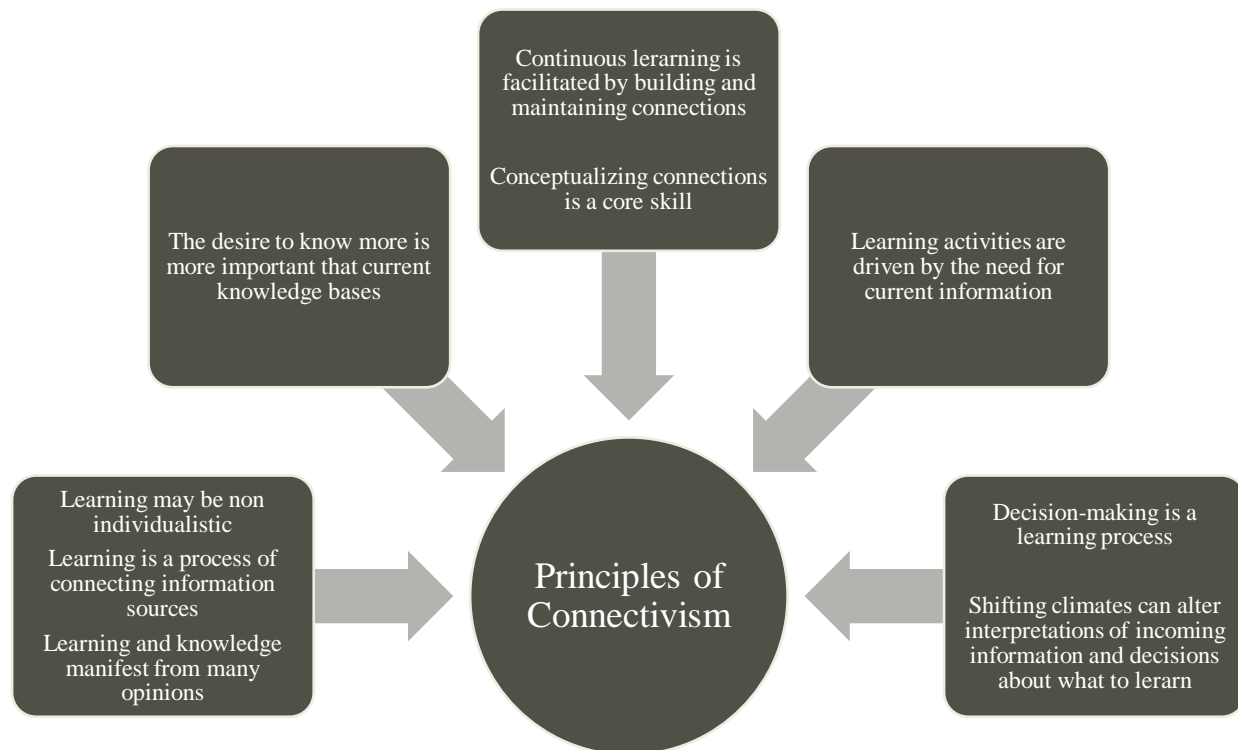 Continuous lerarning is
facilitated by building and
maintaining connections
Conceptualizing connections
is a core skill
The desire to know more is
more important that current
knowledge bases
Learning activities are
driven by the need for
current information
Learning may be non
individualistic
Learning is a process of
connecting information
sources
Learning and knowledge
manifest from many
opinions
Principles of
Connectivism
Decision-making is a
learning process
Shifting climates can alter
interpretations of incoming
information and decisions
about what to lerarn